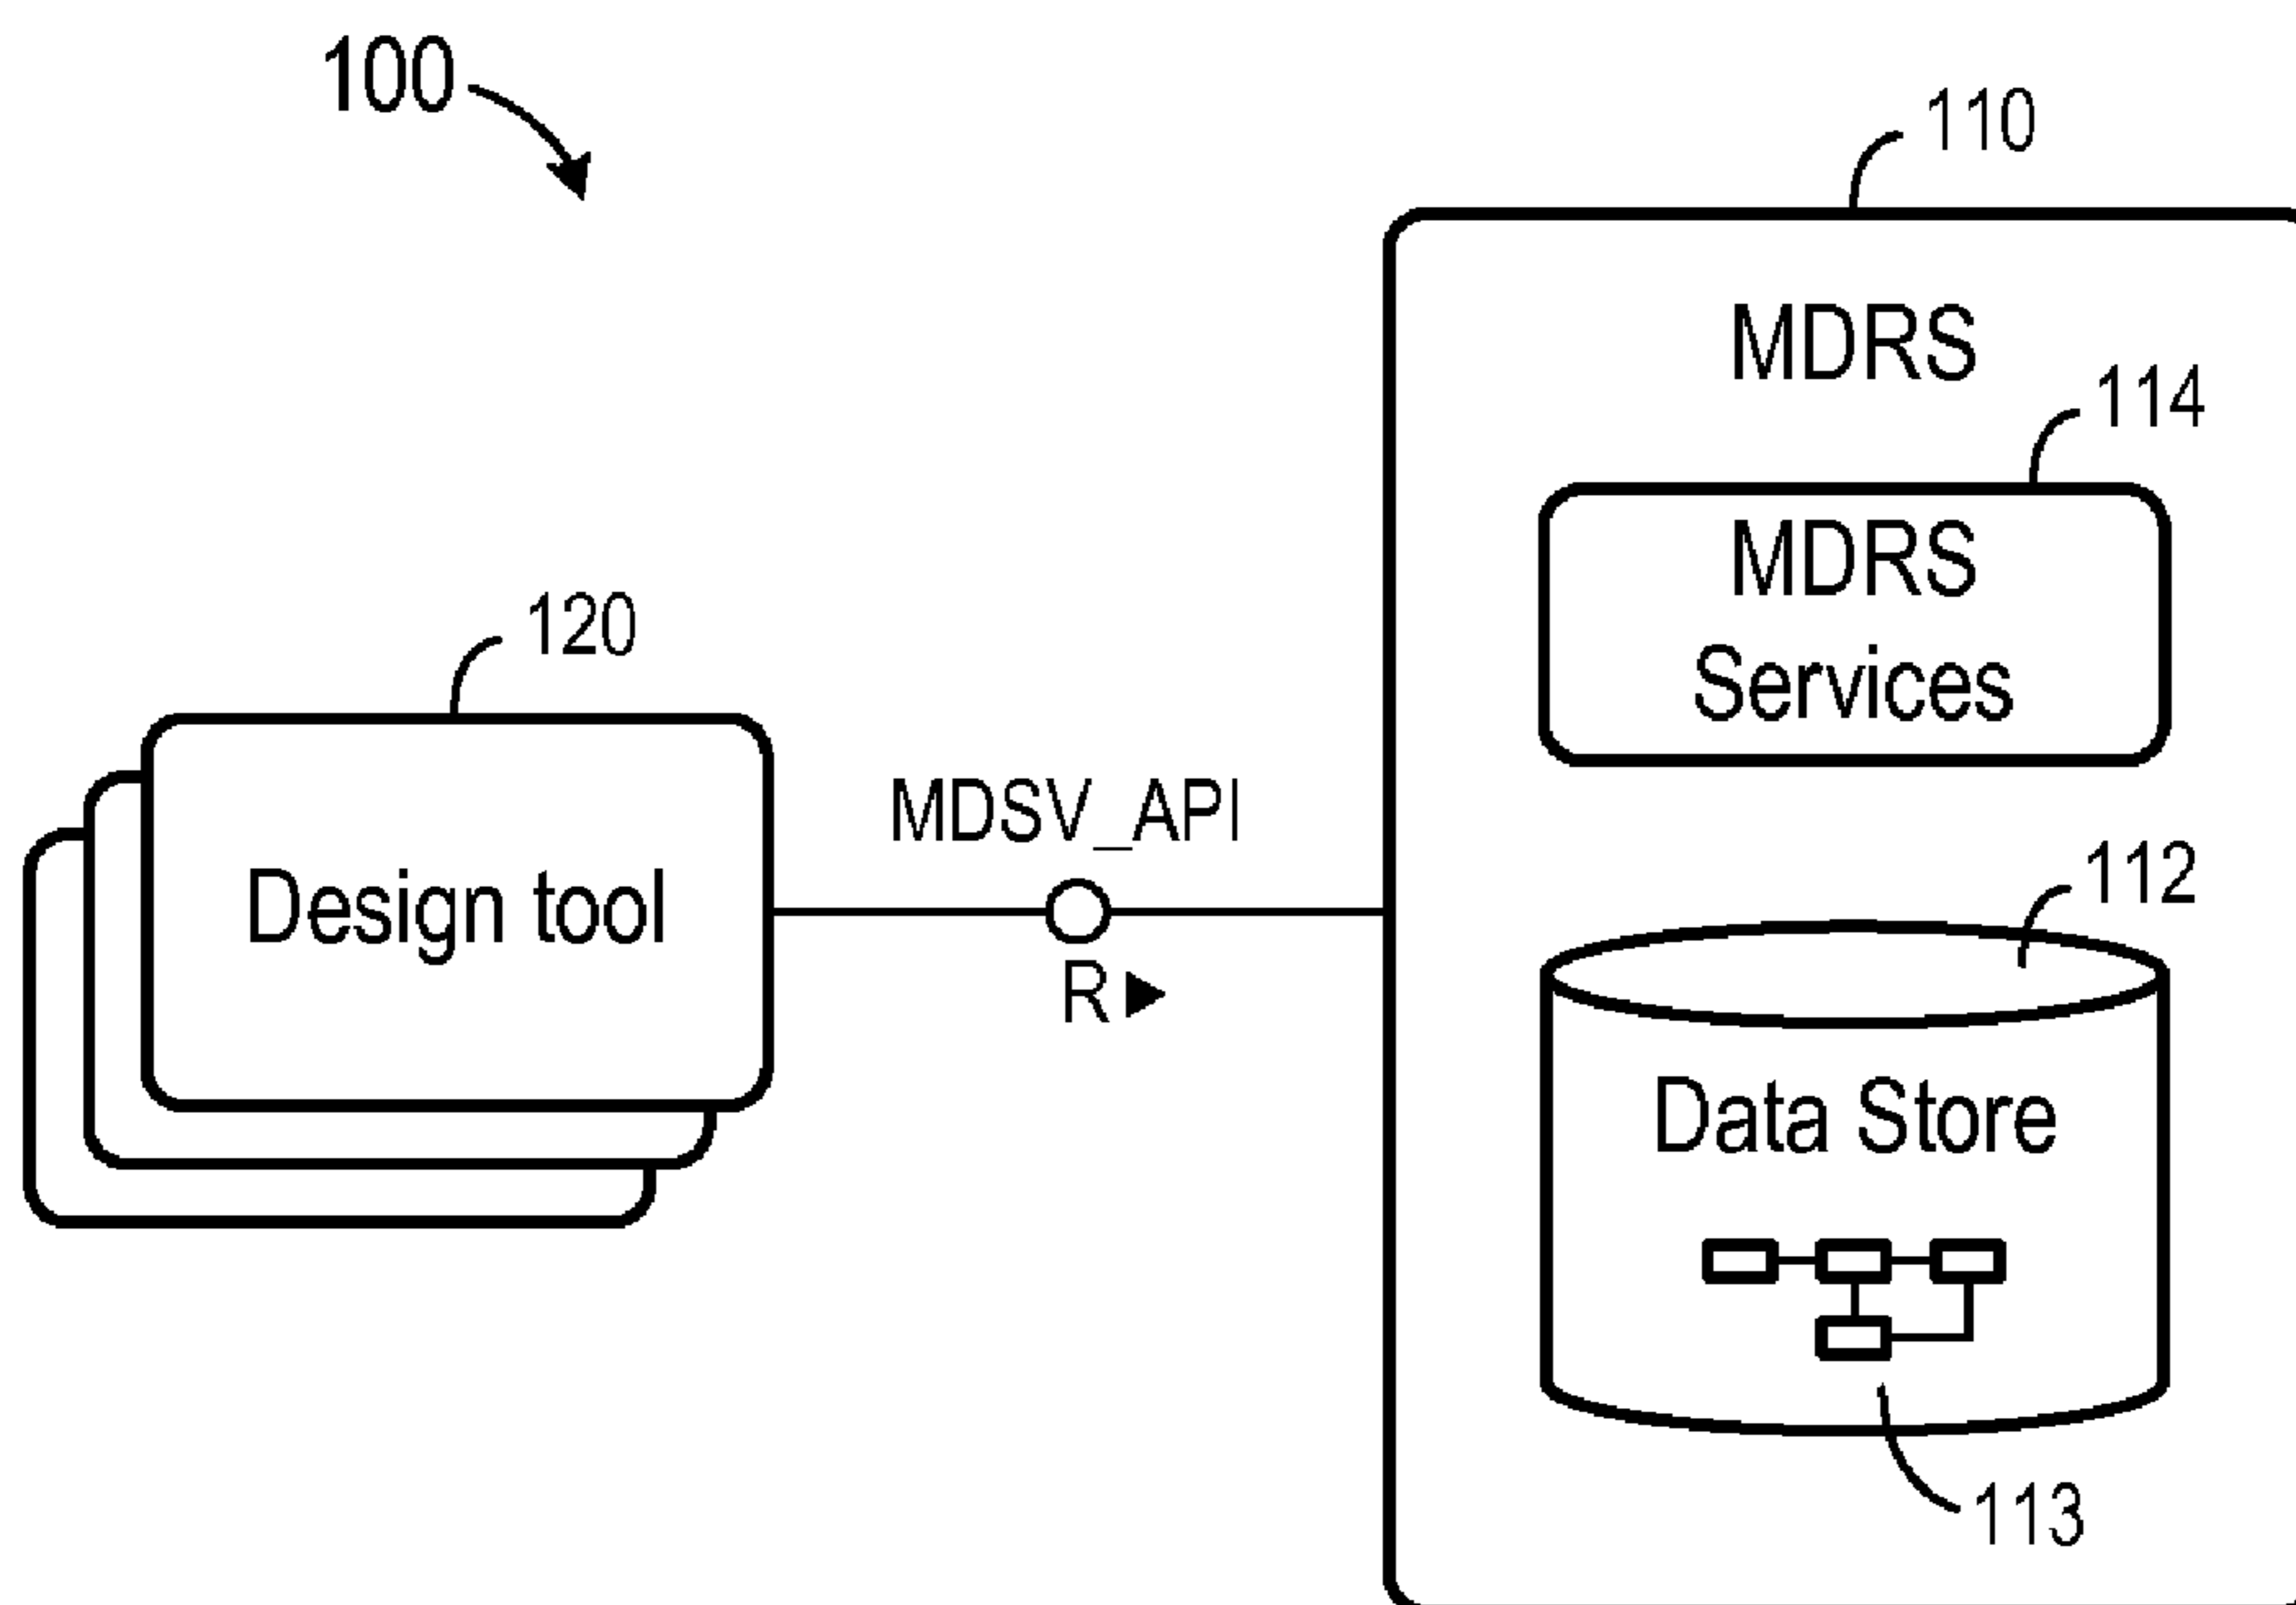 100
110
MDRS
114
MDRS
Services
120
MDSV_API
Design tool
R
112
Data Store
113